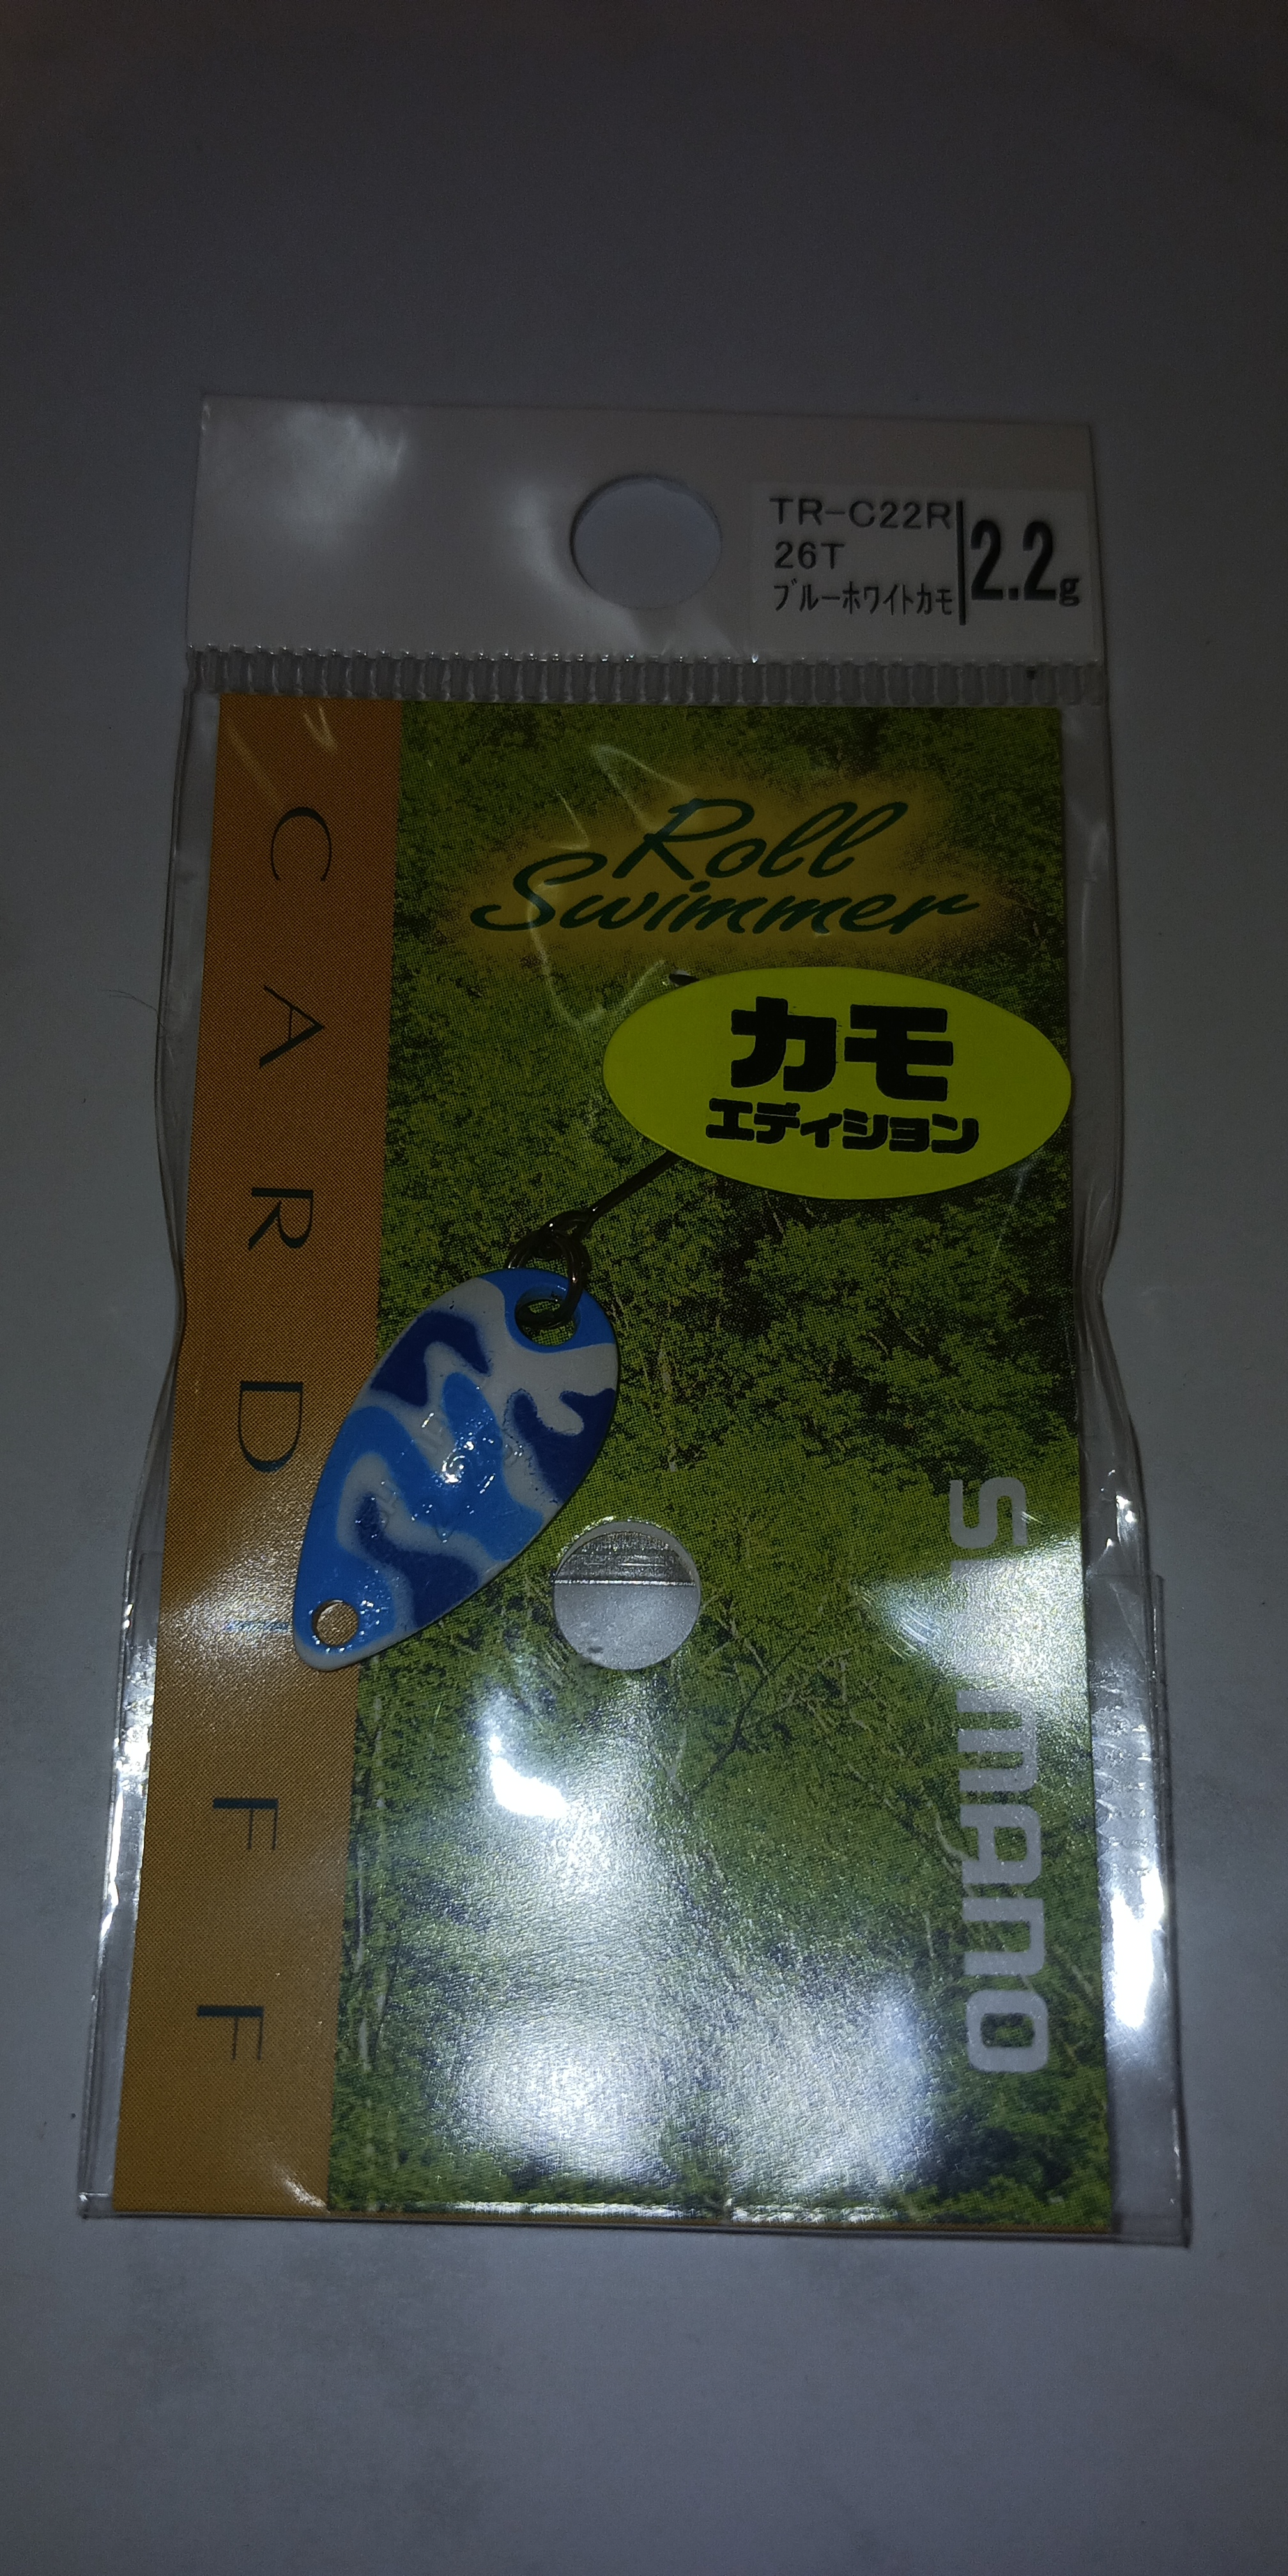 TR-C22R
26T
ブルーホワイトカモ
2.2g
Roll
Swimmer
カモ
エディション
CARDIFF
SHIMANO